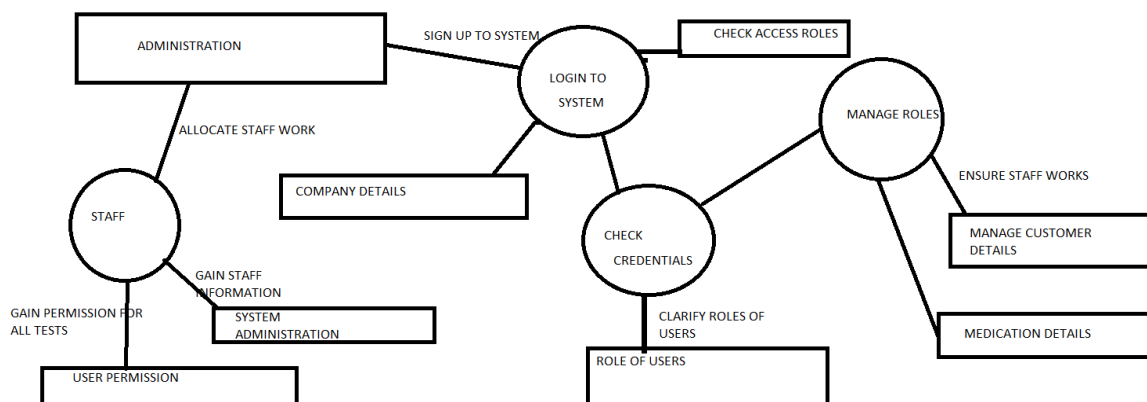 ADMINISTRATION
SIGN UP TO SYSTEM
CHECK ACCESS ROLES
LOGIN TO
SYSTEM
MANAGE ROLES
ALLOCATE STAFF WORK
COMPANY DETAILS
ENSURE STAFF WORKS
STAFF
CHECK
CREDENTIALS
MANAGE CUSTOMER
DETAILS
GAIN STAFF
INFORMATION
GAIN PERMISSION FOR
ALL TESTS
SYSTEM
ADMINISTRATION
CLARIFY ROLES OF
USERS
MEDICATION DETAILS
ROLE OF USERS
USER PERMISSION